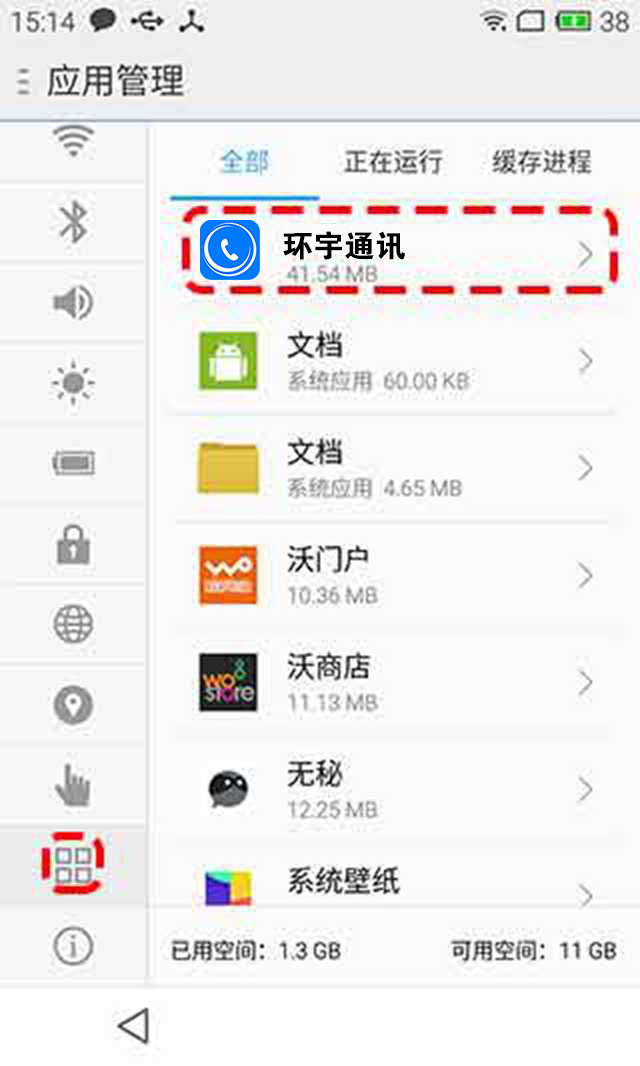 15:14
38
应用管理
全部 正在运行 缓存进程
环宇通讯
41.54 MB
文档
系统应用 60.00 KB
文档
系统应用 4.65 MB
沃门户
10.36 MB
沃商店
wo
store
11.13 MB
无秘
12.25 MB
系统壁纸
已用空间：1.3 GB 可用空间：11 GB